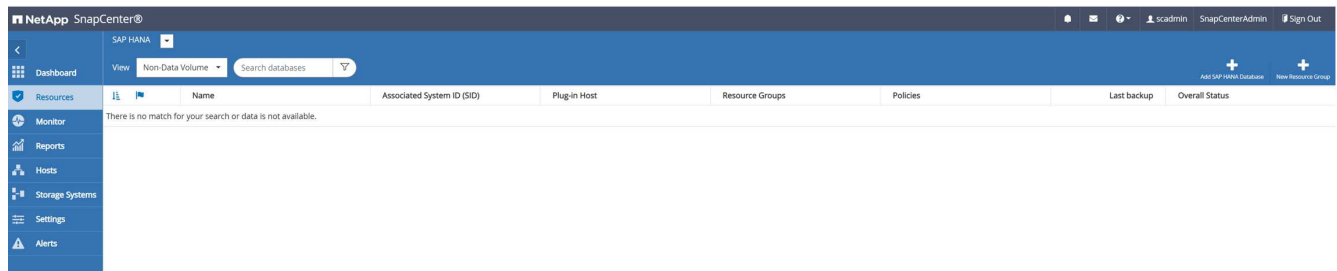 NetApp SnapCenter®
scadmin SnapCenterAdmin Sign Out
SAP HANA
View Non-Data Volume Search databases
Add SAP HANA Database New Resource Group
Dashboard
Resources
Monitor
Reports
Hosts
Storage Systems
Settings
Alerts
Name Associated System ID (SID) Plug-in Host Resource Groups Policies Last backup Overall Status
There is no match for your search or data is not available.